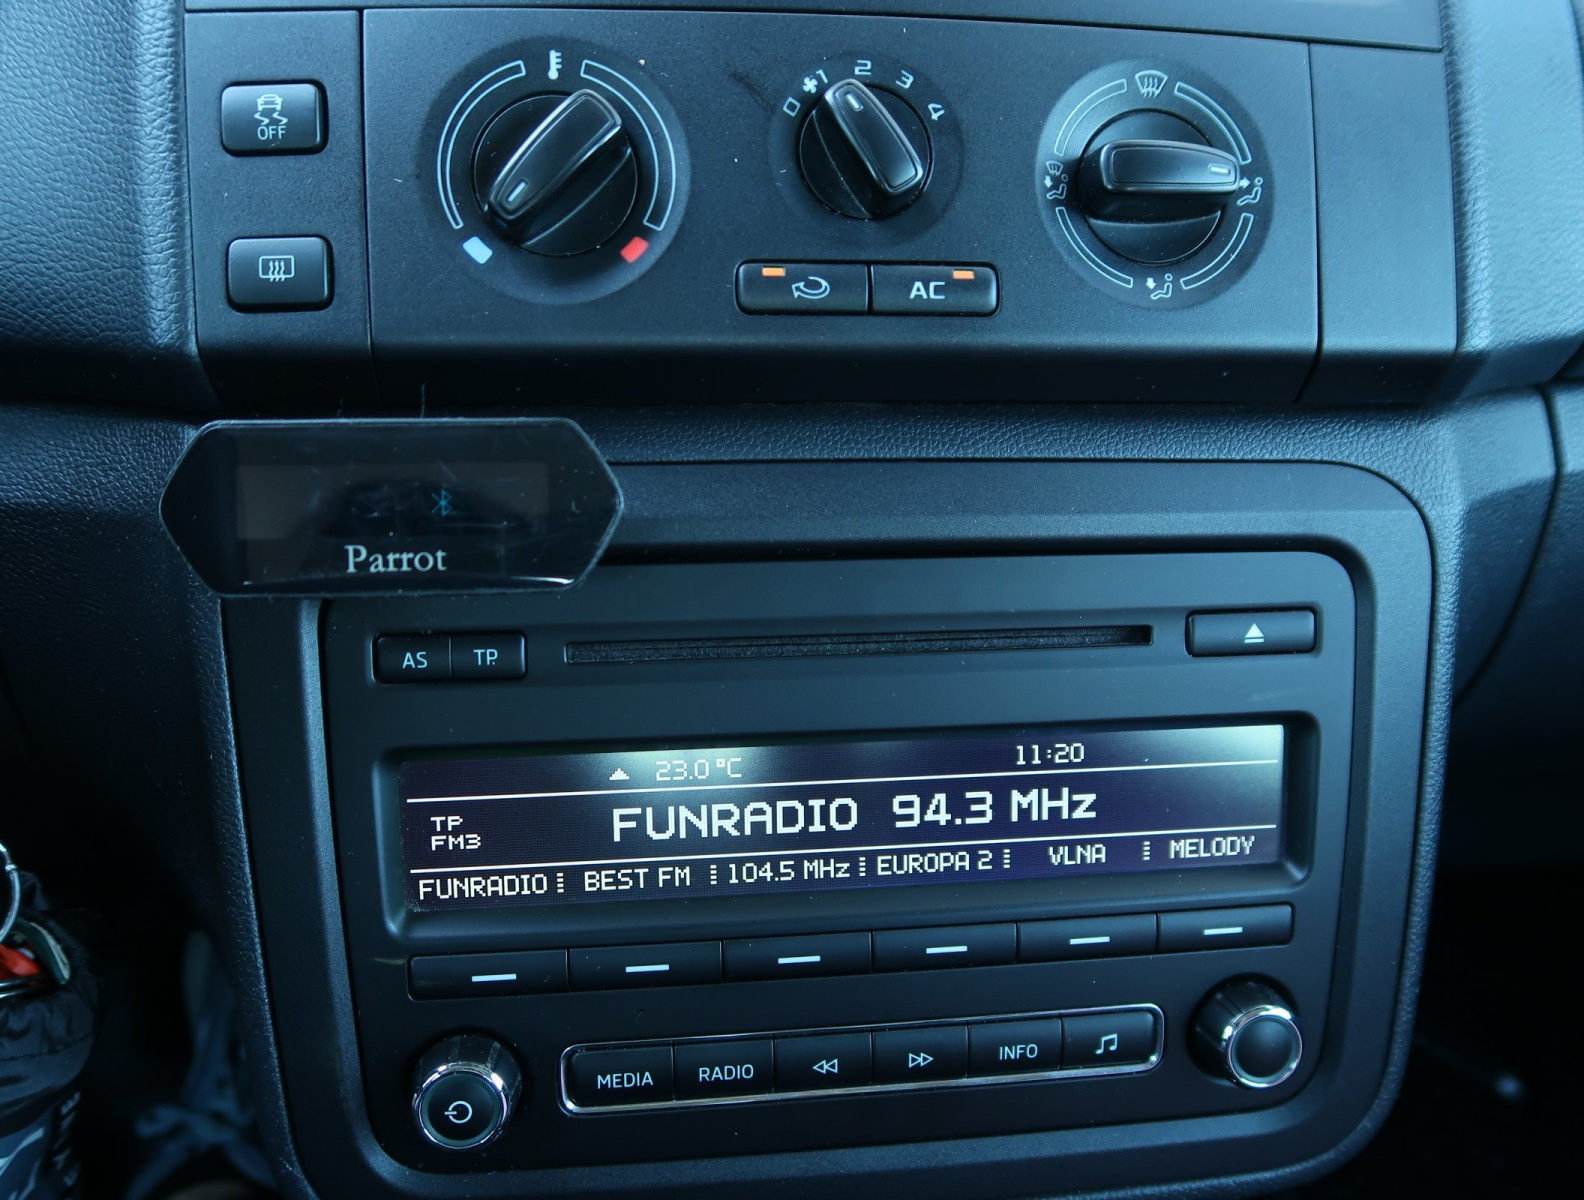 OFF
0 1 2 3 4
AC
Parrot
AS TP
23.0 °C 11:20
TP
FM3
FUNRADIO 94.3 MHz
FUNRADIO BEST FM 104.5 MHz EUROPA 2 VLNA MELODY
MEDIA RADIO INFO